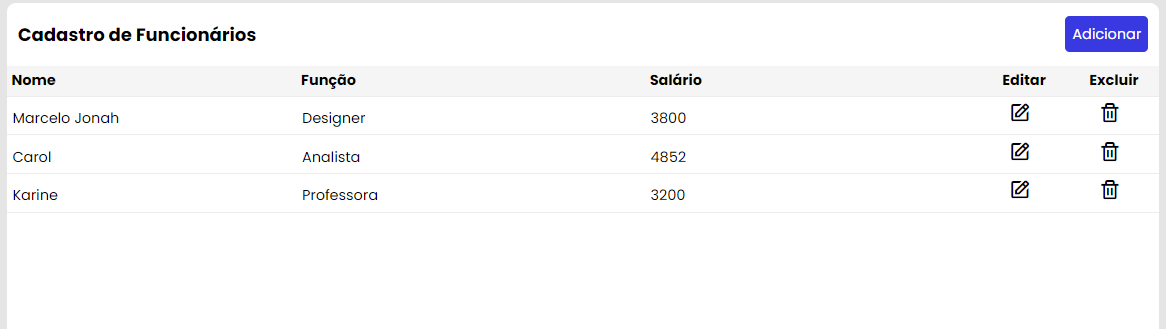 Cadastro de Funcionários
Adicionar
Nome Função Salário Editar Excluir
Marcelo Jonah Designer 3800
Carol Analista 4852
Karine Professora 3200